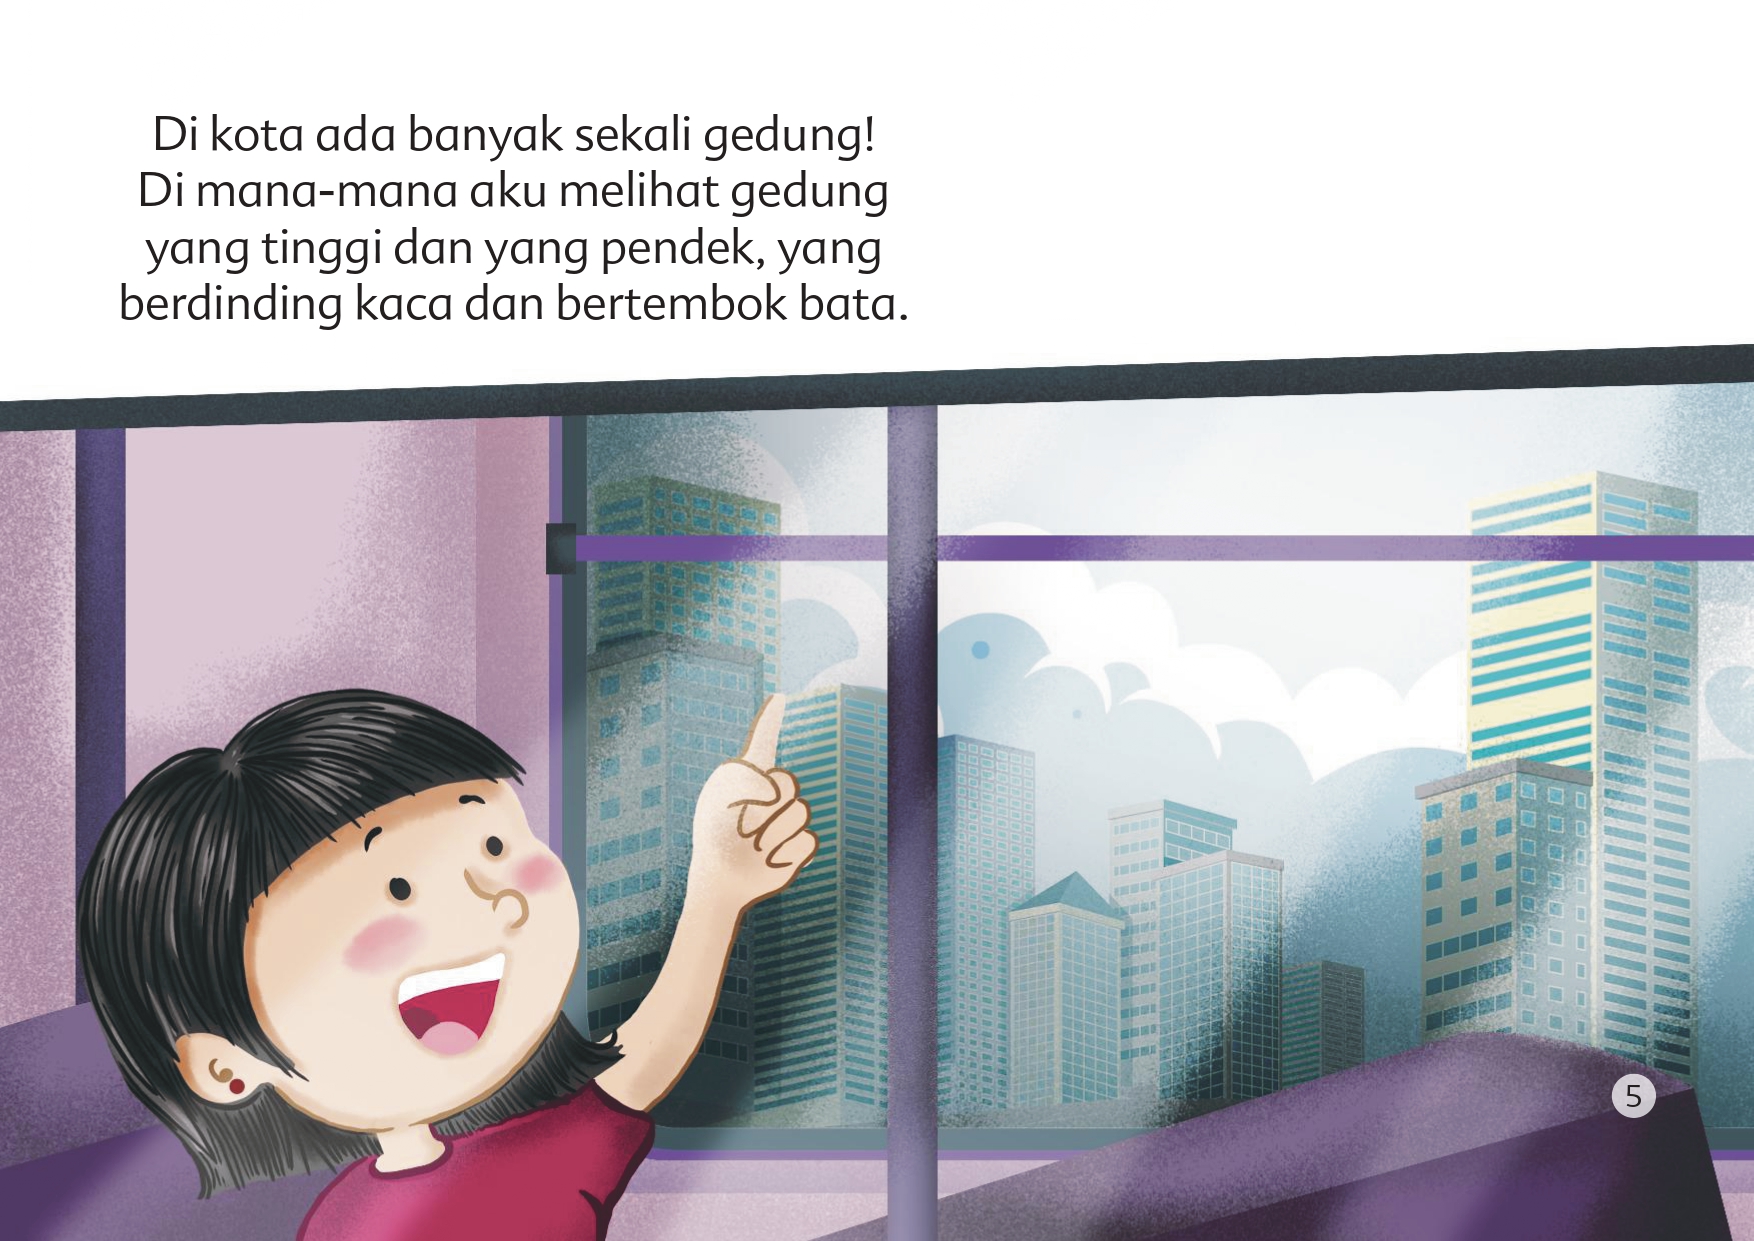 Di kota ada banyak sekali gedung!
Di mana-mana aku melihat gedung
yang tinggi dan yang pendek, yang
berdinding kaca dan bertembok bata.
5